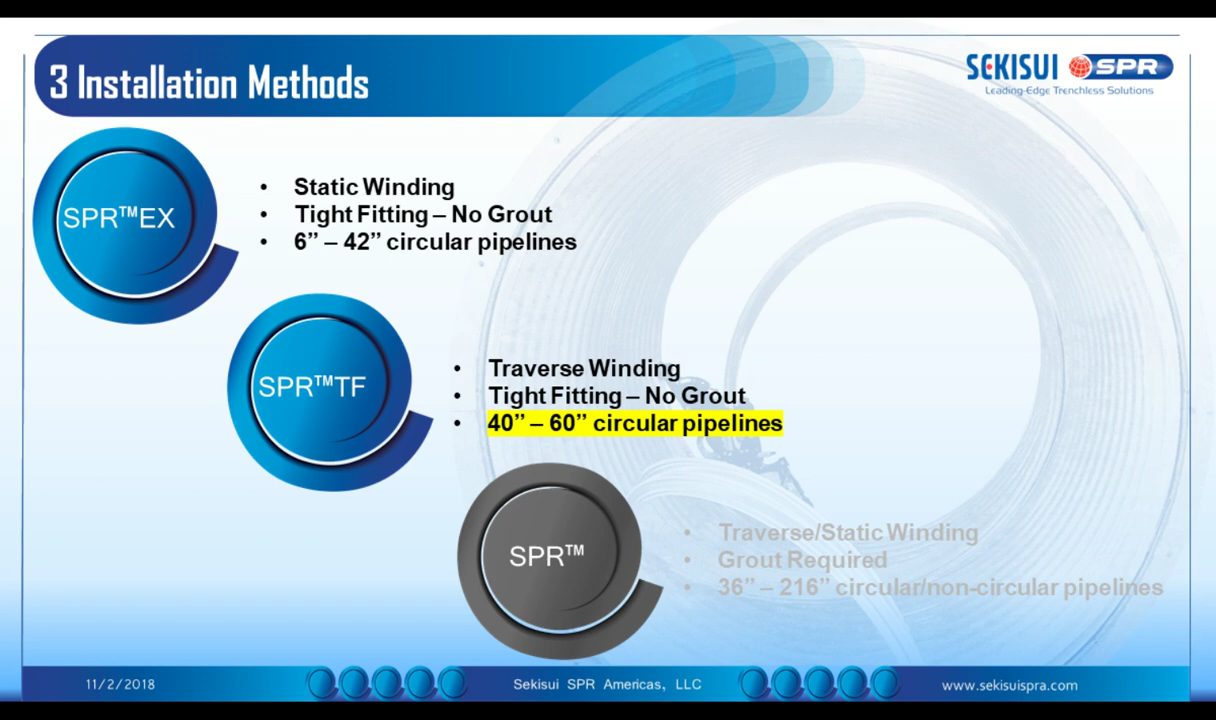 3 Installation Methods
SEKISUI SPR
Leading-Edge Trenchless Solutions
SPR™EX
• Static Winding
• Tight Fitting – No Grout
• 6” – 42” circular pipelines
SPR™TF
• Traverse Winding
• Tight Fitting – No Grout
• 40” – 60” circular pipelines
SPR™
• Traverse/Static Winding
• Grout Required
• 36” – 216” circular/non-circular pipelines
11/2/2018
Sekisui SPR Americas, LLC
www.sekisuispra.com